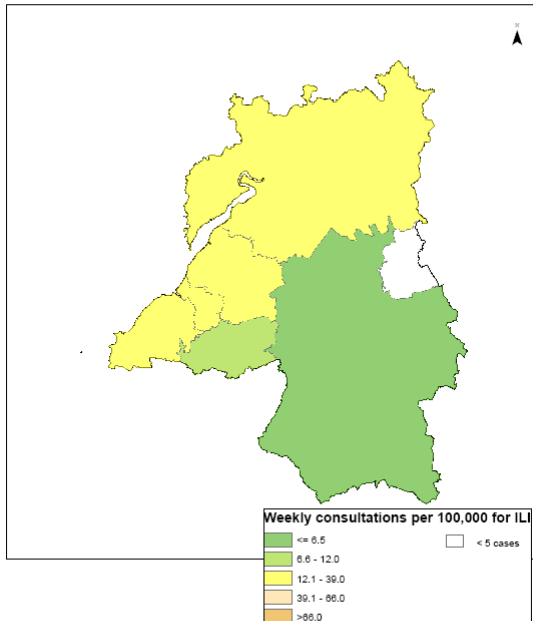 Weekly consultations per 100,000 for ILI
<= 6.5
< 5 cases
6.6 - 12.0
12.1 - 39.0
39.1 - 66.0
>66.0